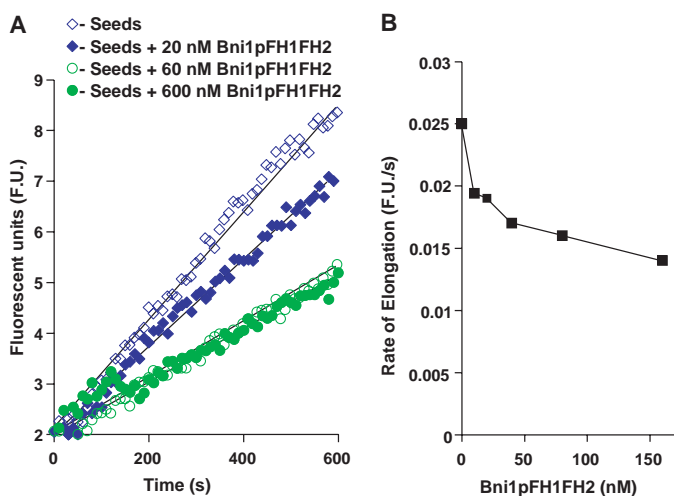 A
- Seeds
- Seeds + 20 nM Bni1pFH1FH2
- Seeds + 60 nM Bni1pFH1FH2
- Seeds + 600 nM Bni1pFH1FH2
9
8
7
6
5
4
3
2
Fluorescent units (F.U.)
0 200 400 600
Time (s)
B
0.03
0.025
0.02
0.015
0.01
0.005
0
Rate of Elongation (F.U./s)
0 50 100 150
Bni1pFH1FH2 (nM)